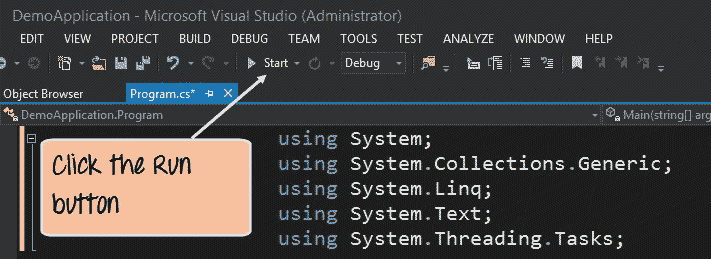 DemoApplication - Microsoft Visual Studio (Administrator)
EDIT VIEW PROJECT BUILD DEBUG TEAM TOOLS TEST ANALYZE WINDOW HELP
Start Debug
Object Browser Program.cs*
DemoApplication.Program Main(string[] arg
Click the Run
button
using System;
using System.Collections.Generic;
using System.Linq;
using System.Text;
using System.Threading.Tasks;